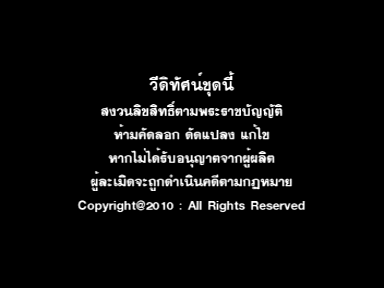 วีดิทัศน์ชุดนี้
สงวนลิขสิทธิ์ตามพระราชบัญญัติ
ห้ามคัดลอก ดัดแปลง แก้ไข
หากไม่ได้รับอนุญาตจากผู้ผลิต
ผู้ละเมิดจะถูกดำเนินคดีตามกฎหมาย
Copyright@2010 : All Rights Reserved